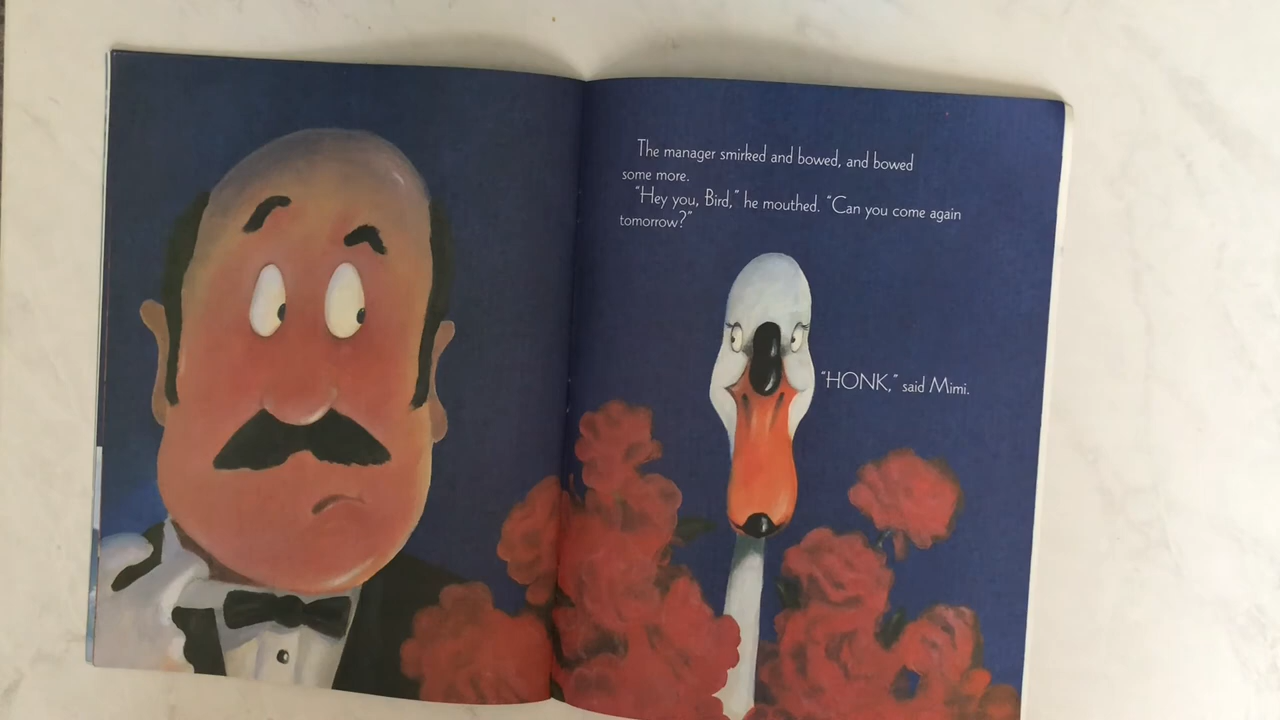 The manager smirked and bowed, and bowed
some more.
"Hey you, Bird," he mouthed. "Can you come again
tomorrow?"
"HONK," said Mimi.